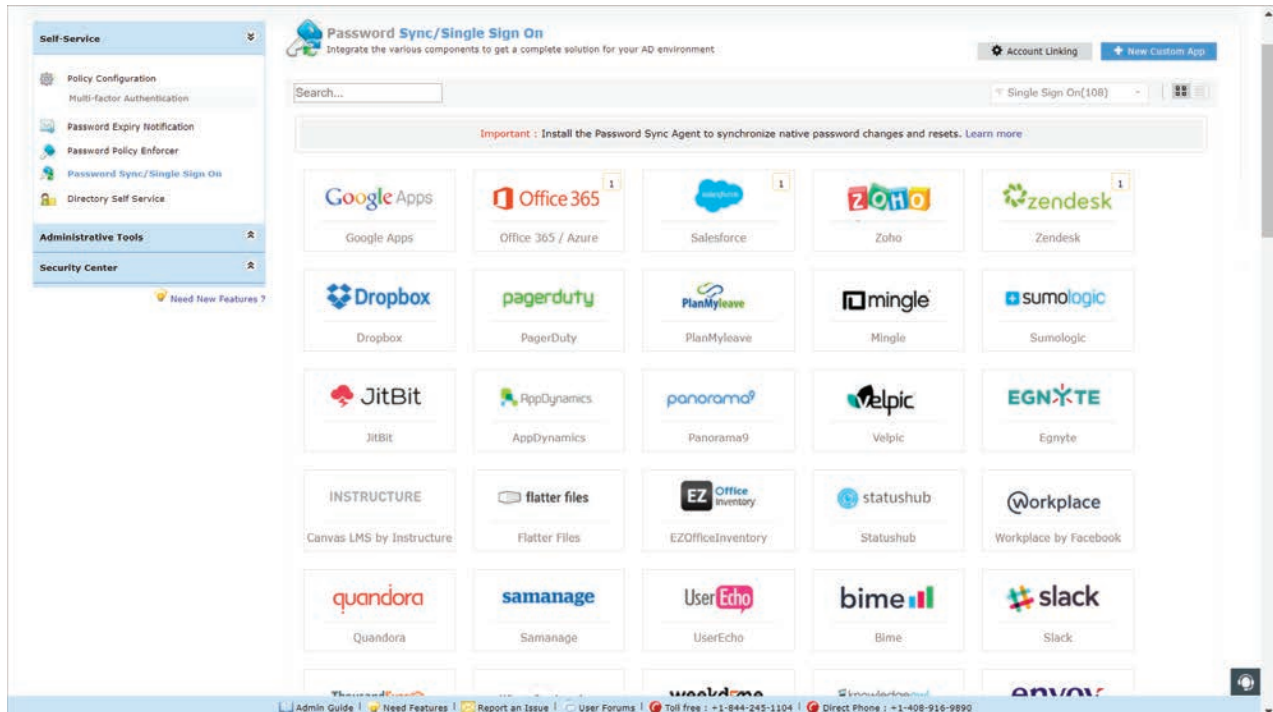 Self-Service
Policy Configuration
Multi-factor Authentication
Password Expiry Notification
Password Policy Enforcer
Password Sync/Single Sign On
Directory Self Service
Administrative Tools
Security Center
Need New Features ?
Password Sync/Single Sign On
Integrate the various components to get a complete solution for your AD environment
Account Linking
New Custom App
Search...
Single Sign On(108)
Important : Install the Password Sync Agent to synchronize native password changes and resets. Learn more
Google Apps
Office 365
1
salesforce
1
ZOHO
zendesk
1
Google Apps
Office 365 / Azure
Salesforce
Zoho
Zendesk
Dropbox
pagerduty
PlanMyleave
mingle
sumologic
Dropbox
PagerDuty
PlanMyleave
Mingle
Sumologic
JitBit
AppDynamics
panorama9
velpic
EGNYTE
JitBit
AppDynamics
Panorama9
Velpic
Egnyte
INSTRUCTURE
flatter files
EZ Office Inventory
statushub
Workplace
Canvas LMS by Instructure
Flatter Files
EZOfficeInventory
Statushub
Workplace by Facebook
quandora
samanage
UserEcho
bime
slack
Quandora
Samanage
UserEcho
Bime
Slack
envoy
Admin Guide | Need Features | Report an Issue | User Forums | Toll free : +1-844-245-1104 | Direct Phone : +1-408-916-9890